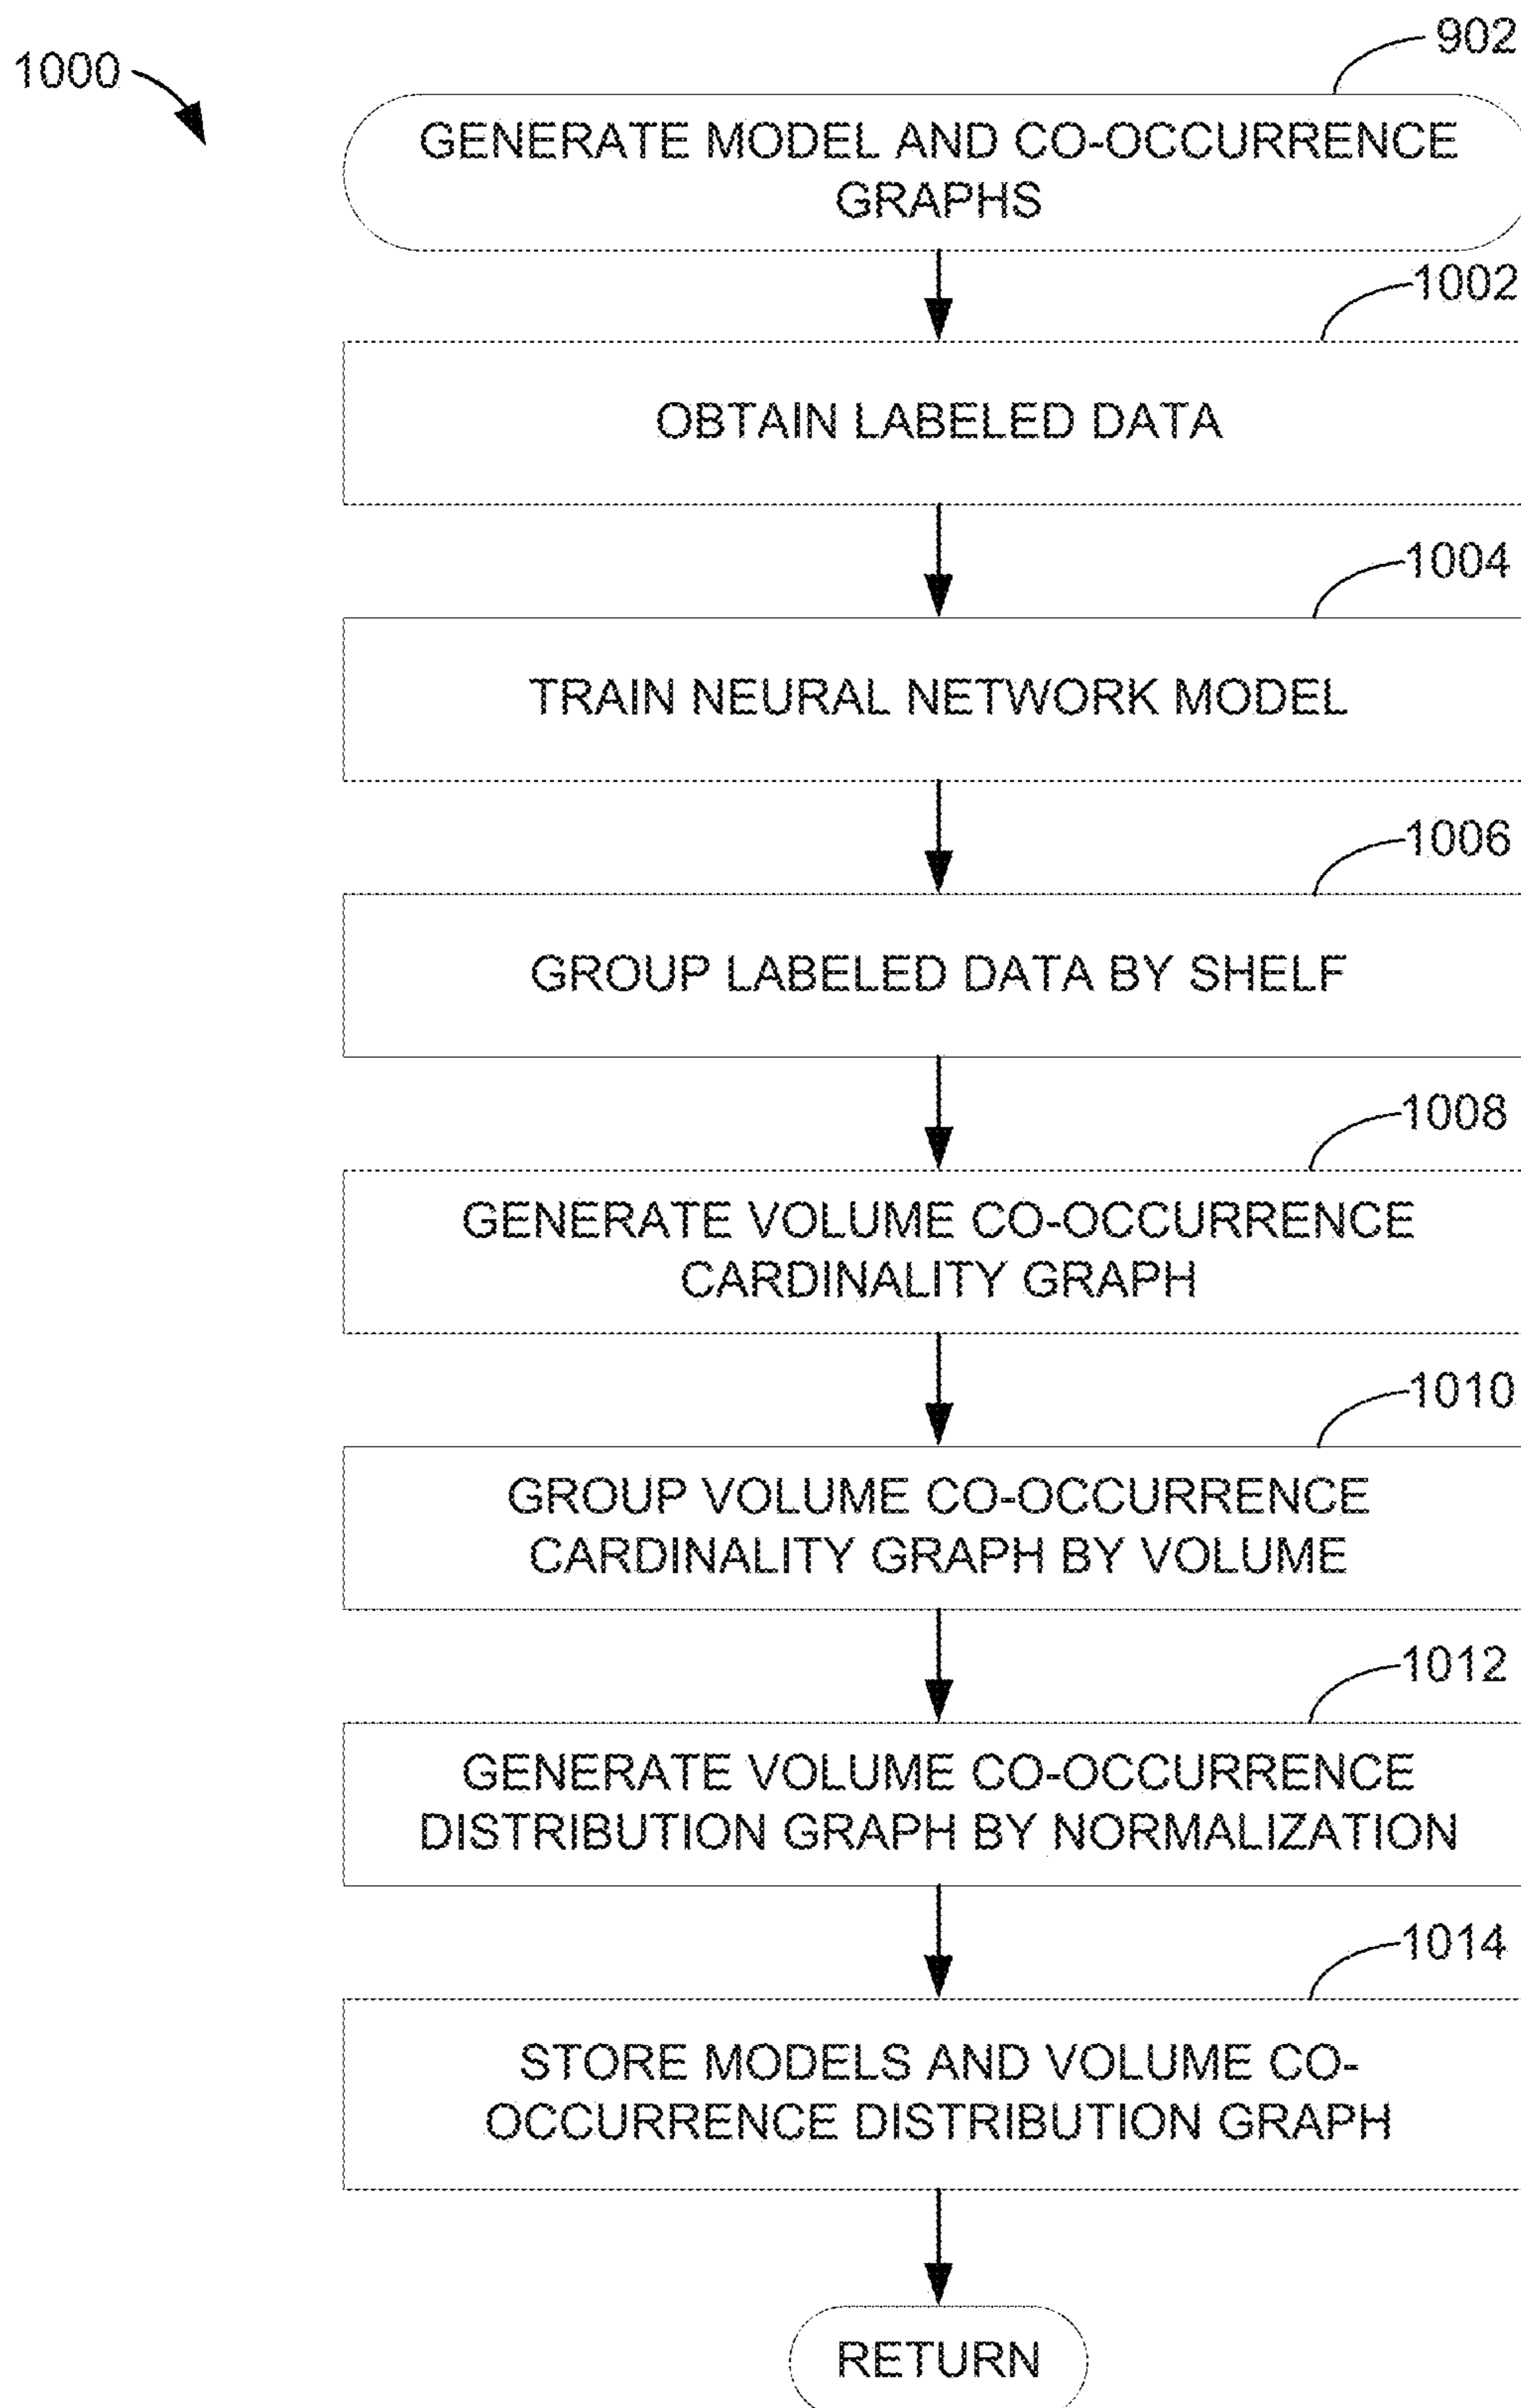 1000
902
GENERATE MODEL AND CO-OCCURRENCE
GRAPHS
1002
OBTAIN LABELED DATA
1004
TRAIN NEURAL NETWORK MODEL
1006
GROUP LABELED DATA BY SHELF
1008
GENERATE VOLUME CO-OCCURRENCE
CARDINALITY GRAPH
1010
GROUP VOLUME CO-OCCURRENCE
CARDINALITY GRAPH BY VOLUME
1012
GENERATE VOLUME CO-OCCURRENCE
DISTRIBUTION GRAPH BY NORMALIZATION
1014
STORE MODELS AND VOLUME CO-
OCCURRENCE DISTRIBUTION GRAPH
RETURN